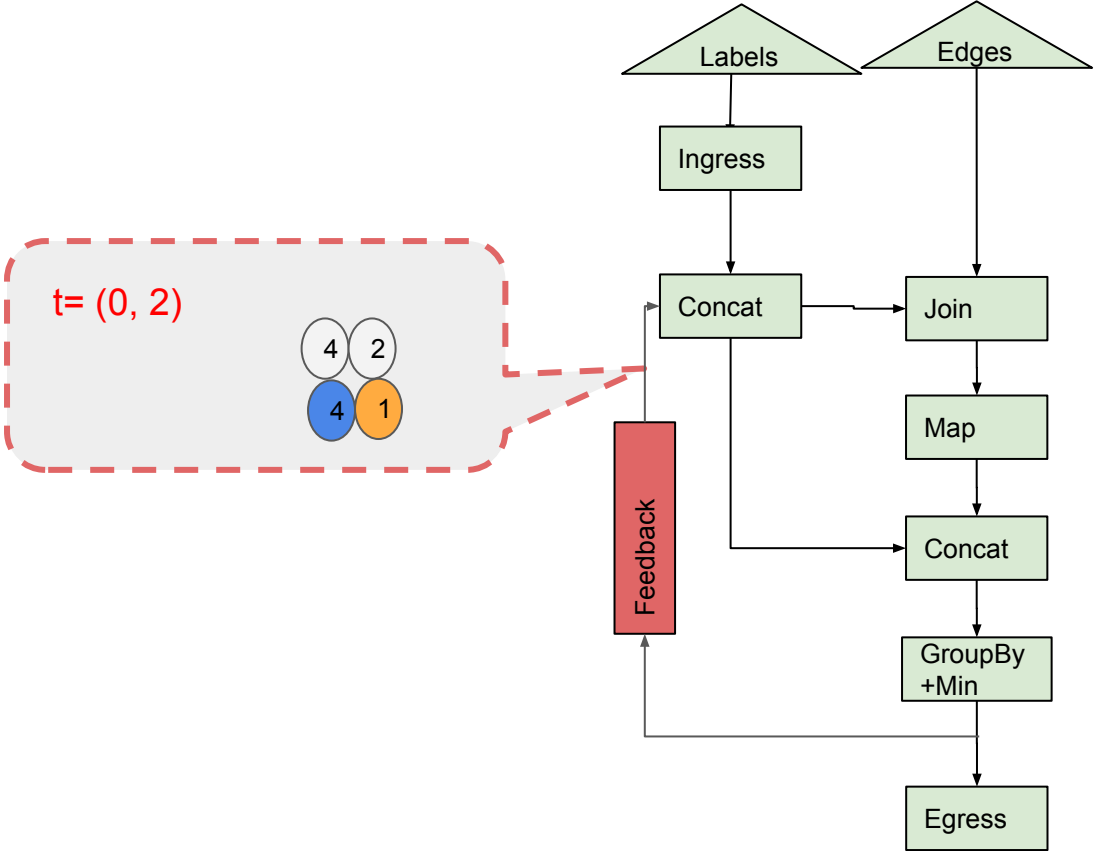 Labels
Edges
Ingress
t= (0, 2)
Concat
Join
4 2
4 1
Map
Feedback
Concat
GroupBy
+Min
Egress